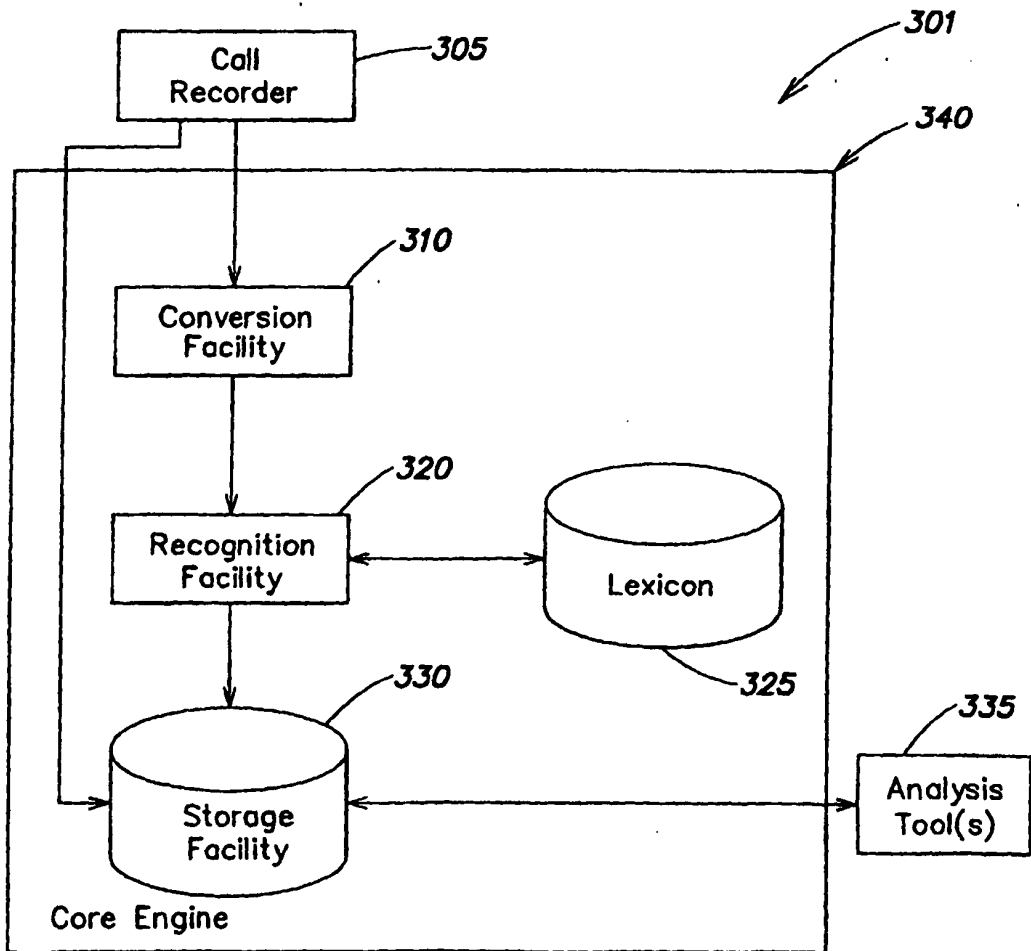 301
305
Call
Recorder
340
310
Conversion
Facility
320
Recognition
Facility
Lexicon
325
330
Storage
Facility
335
Analysis
Tool(s)
Core Engine